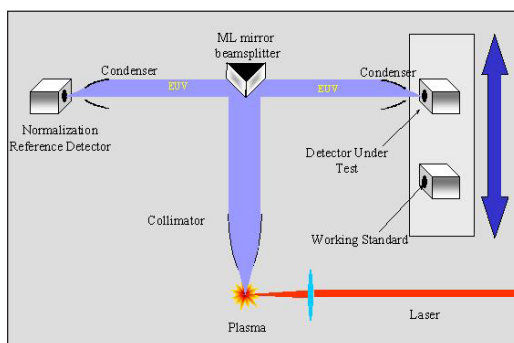 ML mirror
beamsplitter
Condenser
Condenser
EUV
EUV
Normalization
Reference Detector
Detector Under
Test
Collimator
Working Standard
Laser
Plasma